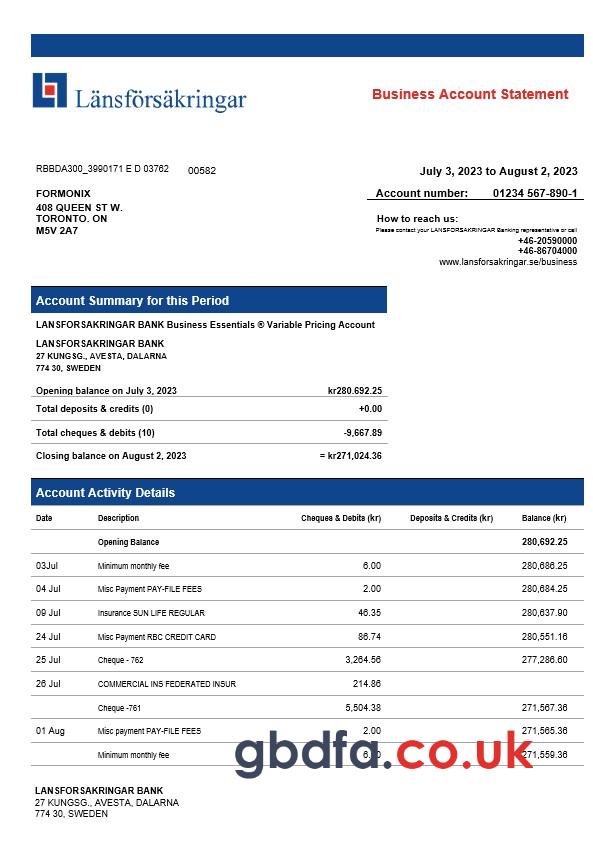 Länsförsäkringar
Business Account Statement
RBBDA300_3990171 E D 03762 00582
July 3, 2023 to August 2, 2023
FORMONIX
Account number: 01234 567-890-1
408 QUEEN ST W.
TORONTO. ON
M5V 2A7
How to reach us:
Please contact your LANSFORSAKRINGAR Banking representative or call
+46-20590000
+46-86704000
www.lansforsakringar.se/business
Account Summary for this Period
LANSFORSAKRINGAR BANK Business Essentials ® Variable Pricing Account
LANSFORSAKRINGAR BANK
27 KUNGSG., AVESTA, DALARNA
774 30, SWEDEN
Opening balance on July 3, 2023 kr280.692.25
Total deposits & credits (0) +0.00
Total cheques & debits (10) -9,667.89
Closing balance on August 2, 2023 = kr271,024.36
Account Activity Details
Date Description Cheques & Debits (kr) Deposits & Credits (kr) Balance (kr)
Opening Balance 280,692.25
03Jul Minimum monthly fee 6.00 280,686.25
04 Jul Misc Payment PAY-FILE FEES 2.00 280,684.25
09 Jul Insurance SUN LIFE REGULAR 46.35 280,637.90
24 Jul Misc Payment RBC CREDIT CARD 86.74 280,551.16
25 Jul Cheque - 762 3,264.56 277,286.60
26 Jul COMMERCIAL INS FEDERATED INSUR 214.86
Cheque -761 5,504.38 271,567.36
01 Aug Misc payment PAY-FILE FEES 2.00 271,565.36
Minimum monthly fee 271,559.36
gbdfa.co.uk
LANSFORSAKRINGAR BANK
27 KUNGSG., AVESTA, DALARNA
774 30, SWEDEN